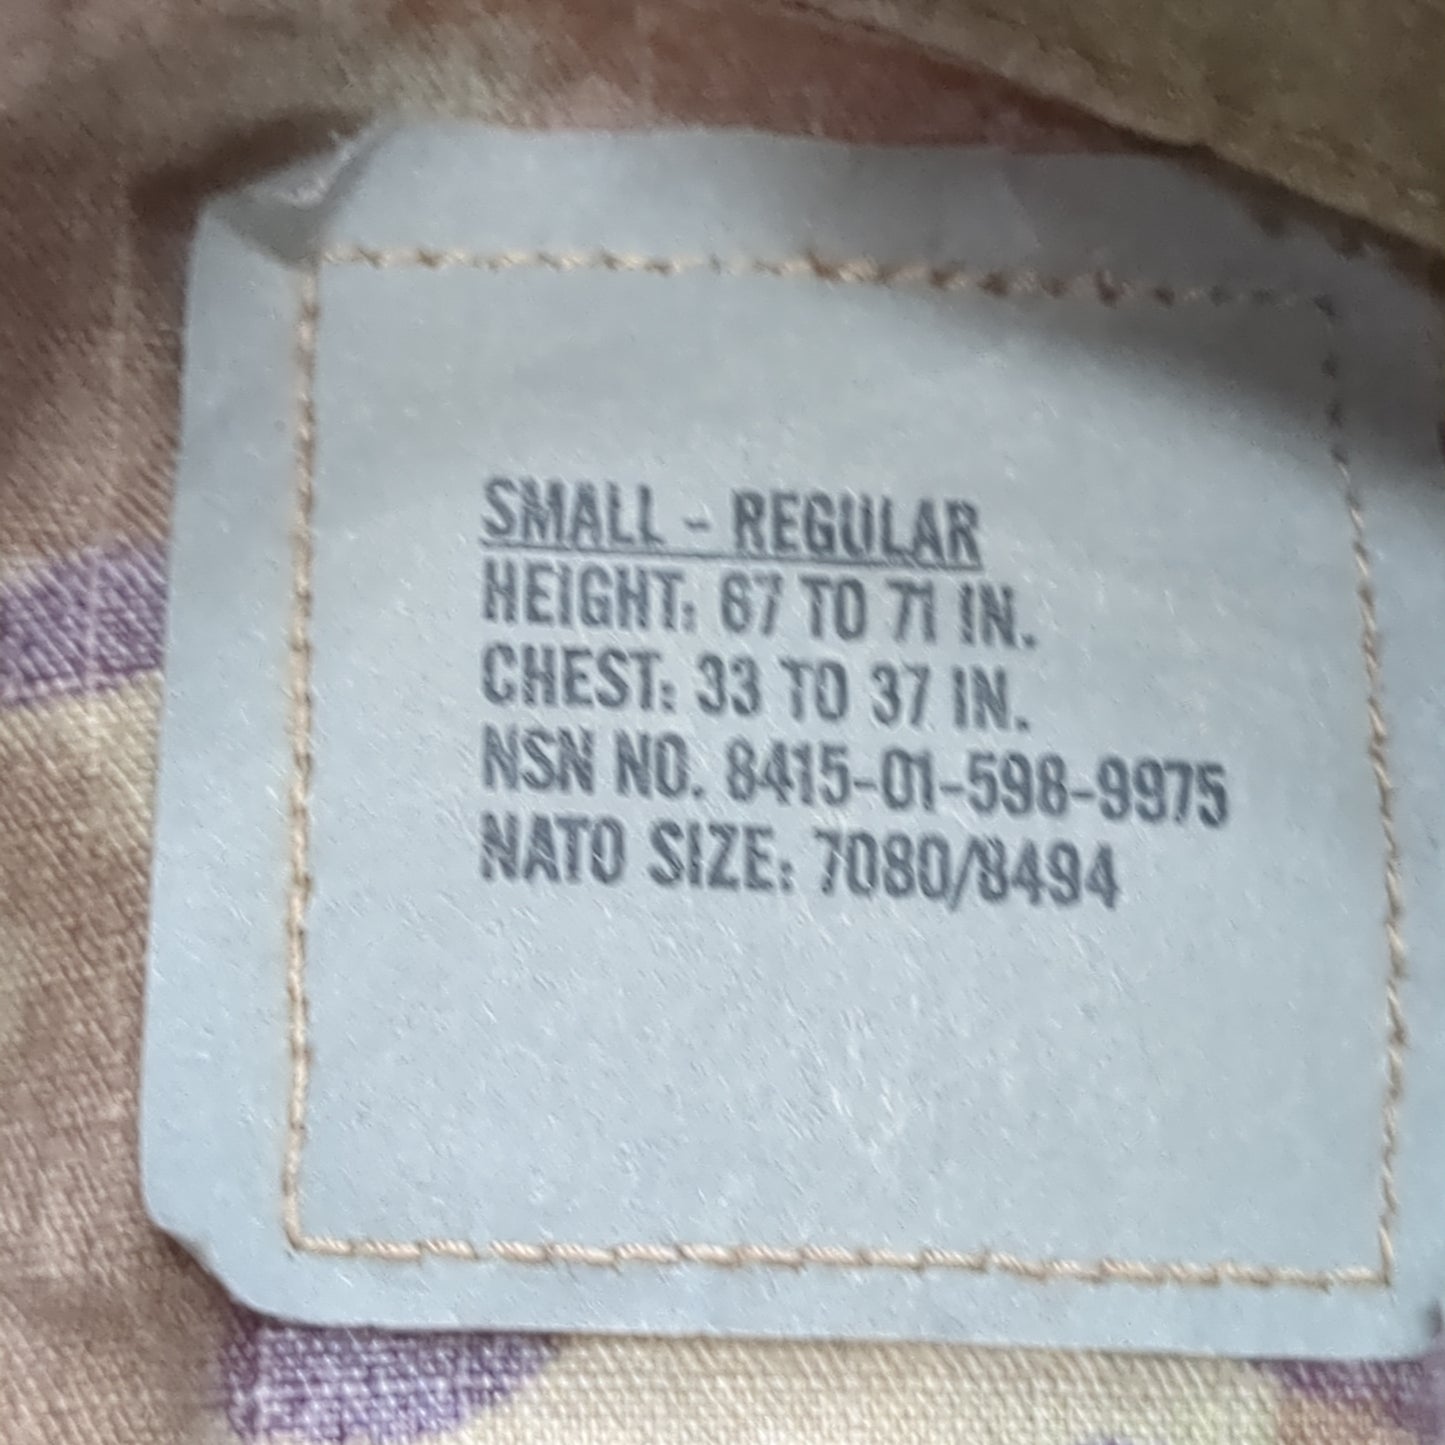 SMALL - REGULAR
HEIGHT: 67 TO 71 IN.
CHEST: 33 TO 37 IN.
NSN NO. 8415-01-598-9975
NATO SIZE: 7080/8494